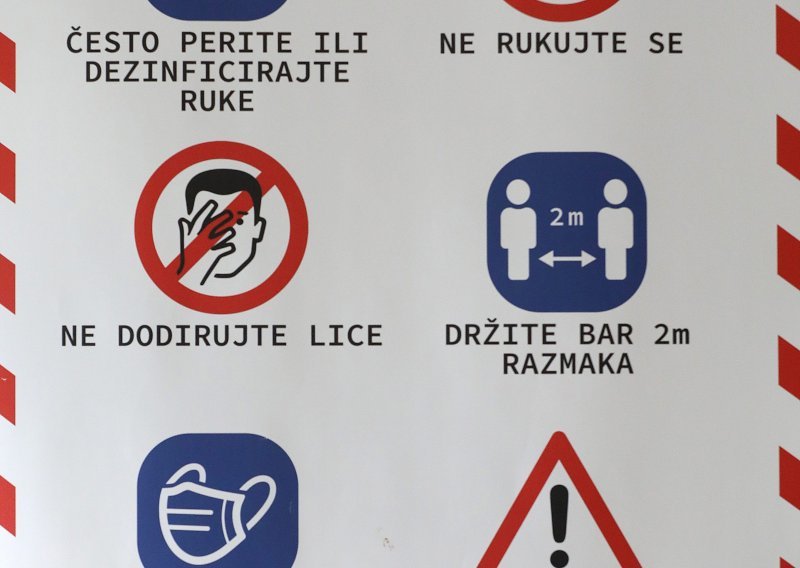 ČESTO PERITE ILI
DEZINFICIRAJTE
RUKE
NE RUKUJTE SE
2m
NE DODIRUJTE LICE
DRŽITE BAR 2m
RAZMAKA
!